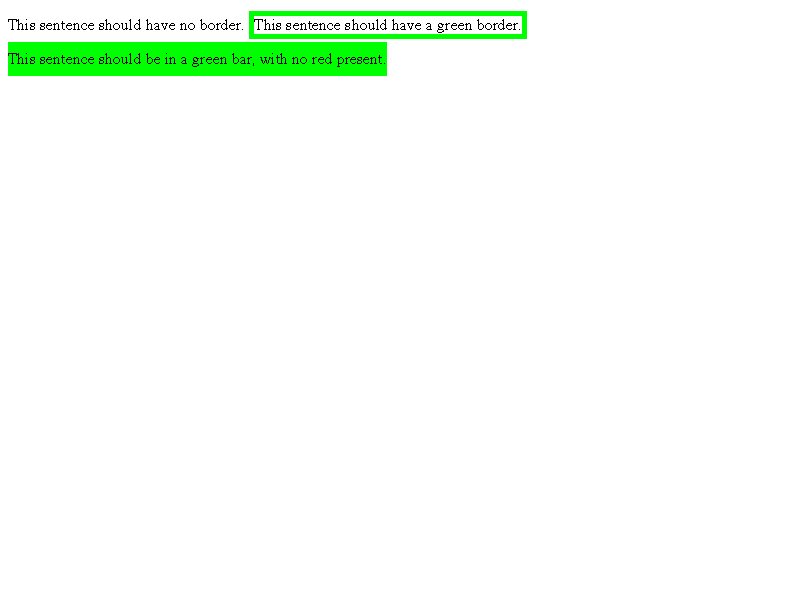 This sentence should have no border. This sentence should have a green border.
This sentence should be in a green bar, with no red present.